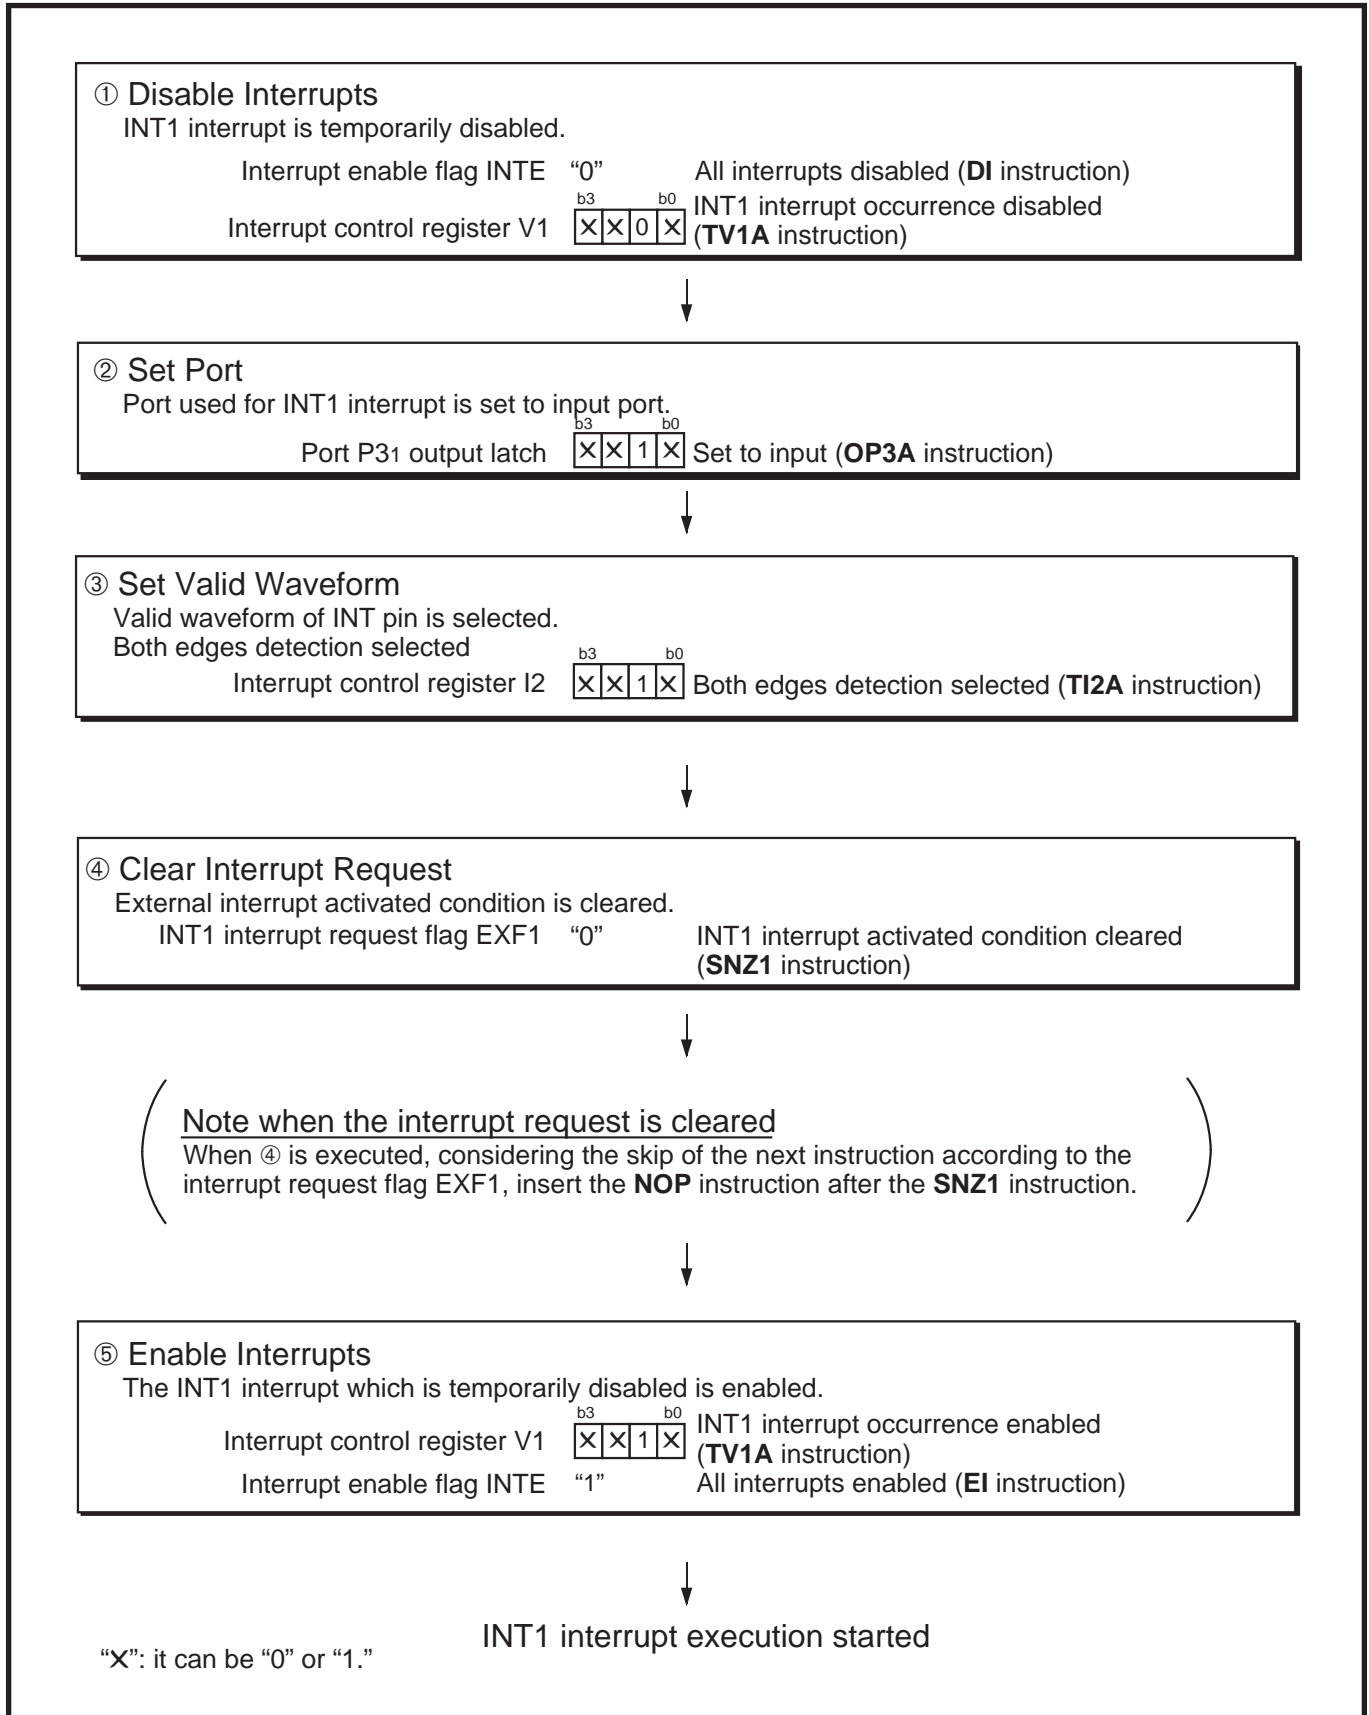 ① Disable Interrupts
INT1 interrupt is temporarily disabled.
Interrupt enable flag INTE “0” All interrupts disabled (DI instruction)
b3 b0
Interrupt control register V1 ✕ ✕ 0 ✕ INT1 interrupt occurrence disabled
(TV1A instruction)
② Set Port
Port used for INT1 interrupt is set to input port.
b3 b0
Port P31 output latch ✕ ✕ 1 ✕ Set to input (OP3A instruction)
③ Set Valid Waveform
Valid waveform of INT pin is selected.
Both edges detection selected
b3 b0
Interrupt control register I2 ✕ ✕ 1 ✕ Both edges detection selected (TI2A instruction)
④ Clear Interrupt Request
External interrupt activated condition is cleared.
INT1 interrupt request flag EXF1 “0” INT1 interrupt activated condition cleared
(SNZ1 instruction)
Note when the interrupt request is cleared
When ④ is executed, considering the skip of the next instruction according to the
interrupt request flag EXF1, insert the NOP instruction after the SNZ1 instruction.
⑤ Enable Interrupts
The INT1 interrupt which is temporarily disabled is enabled.
b3 b0
Interrupt control register V1 ✕ ✕ 1 ✕ INT1 interrupt occurrence enabled
(TV1A instruction)
Interrupt enable flag INTE “1” All interrupts enabled (EI instruction)
INT1 interrupt execution started
“✕”: it can be “0” or “1.”